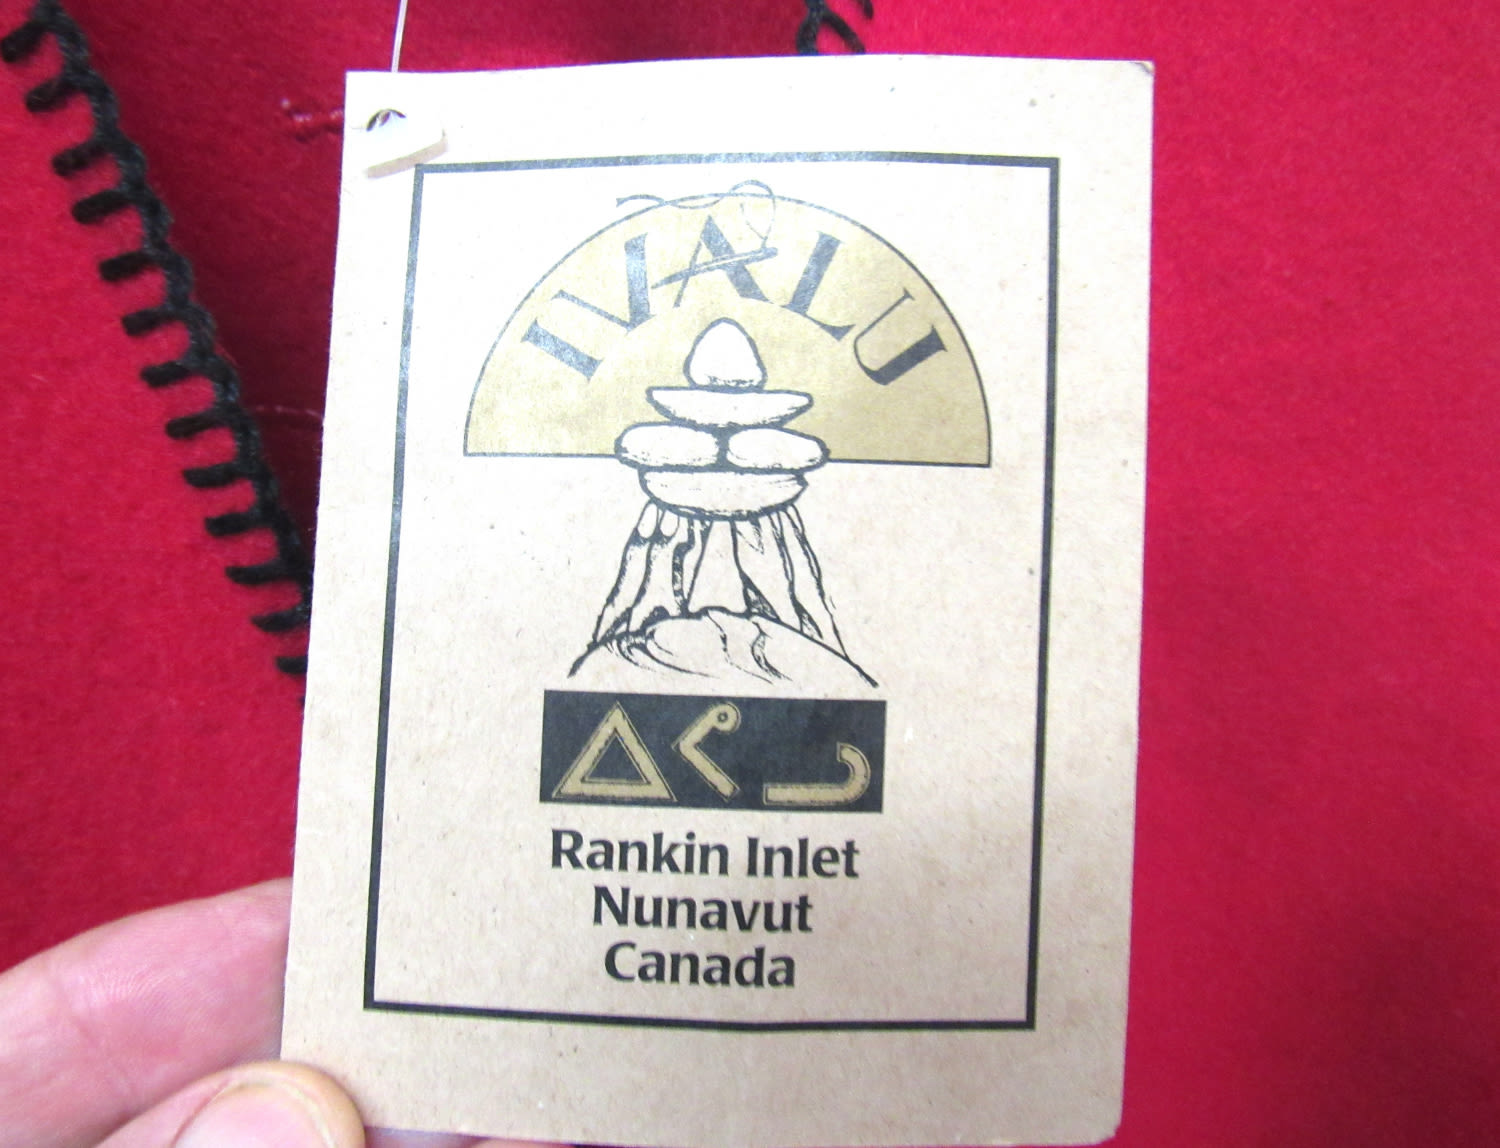 IVALU
ᐃᕙᓗ
Rankin Inlet
Nunavut
Canada